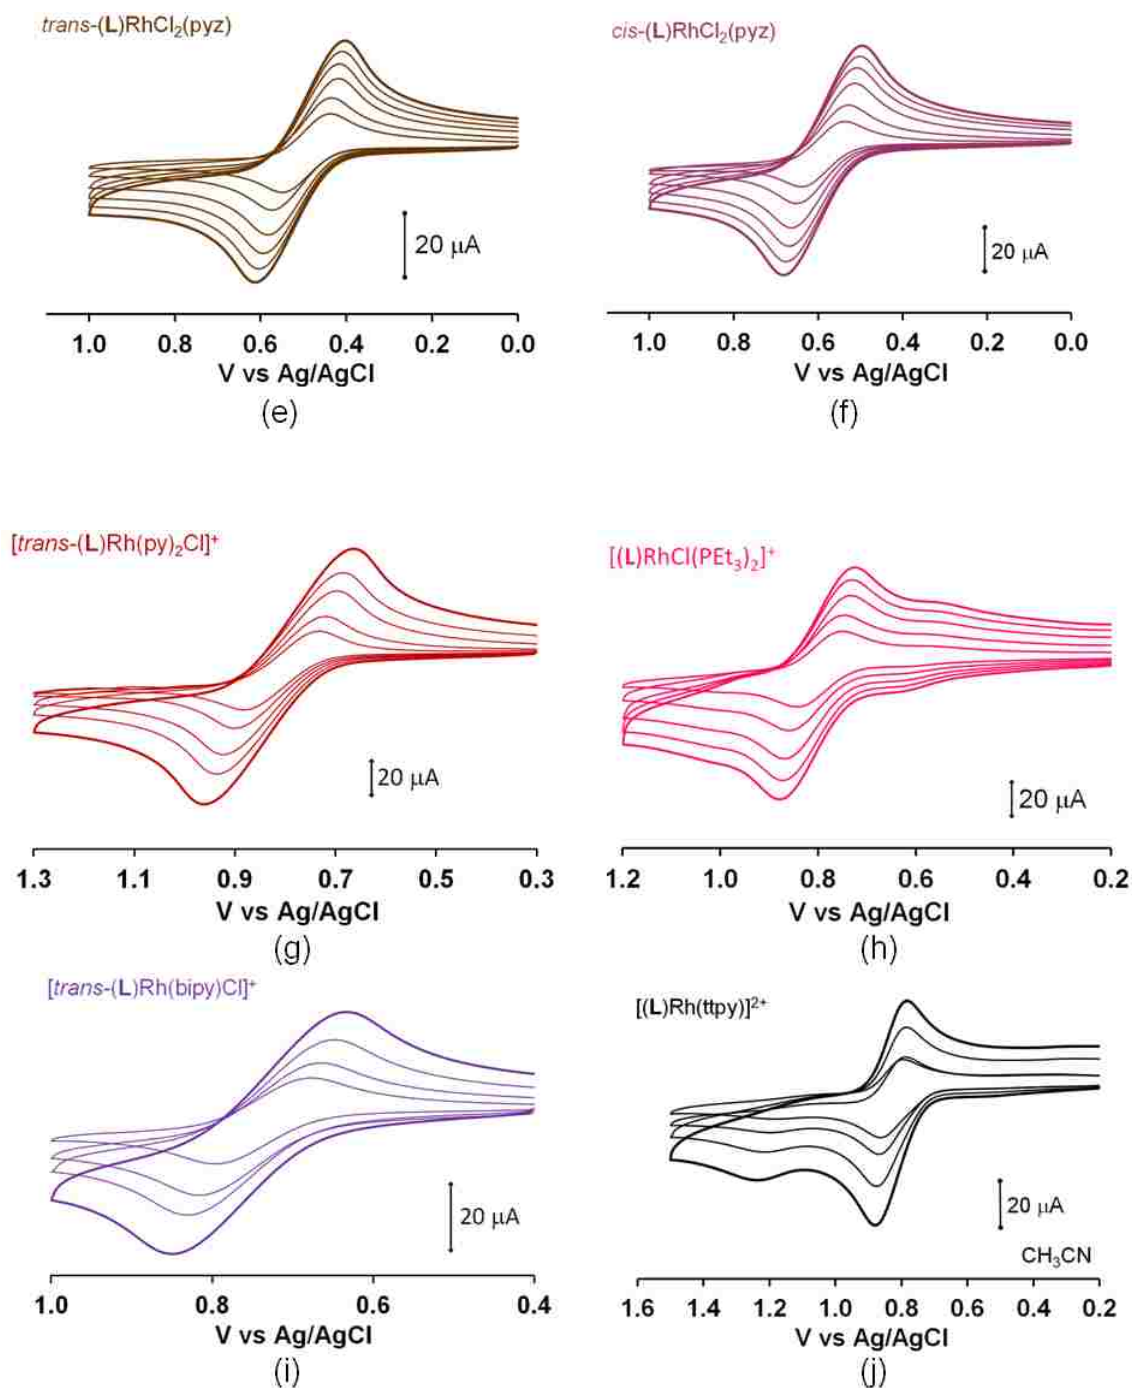 trans-(L)RhCl₂(pyz)
cis-(L)RhCl₂(pyz)
20 μA
20 μA
1.0 0.8 0.6 0.4 0.2 0.0
1.0 0.8 0.6 0.4 0.2 0.0
V vs Ag/AgCl
V vs Ag/AgCl
(e)
(f)
[trans-(L)Rh(py)₂Cl]⁺
[(L)RhCl(PEt₃)₂]⁺
20 μA
20 μA
1.3 1.1 0.9 0.7 0.5 0.3
1.2 1.0 0.8 0.6 0.4 0.2
V vs Ag/AgCl
V vs Ag/AgCl
(g)
(h)
[trans-(L)Rh(bipy)Cl]⁺
[(L)Rh(ttpy)]²⁺
20 μA
20 μA
CH₃CN
1.0 0.8 0.6 0.4
1.6 1.4 1.2 1.0 0.8 0.6 0.4 0.2
V vs Ag/AgCl
V vs Ag/AgCl
(i)
(j)